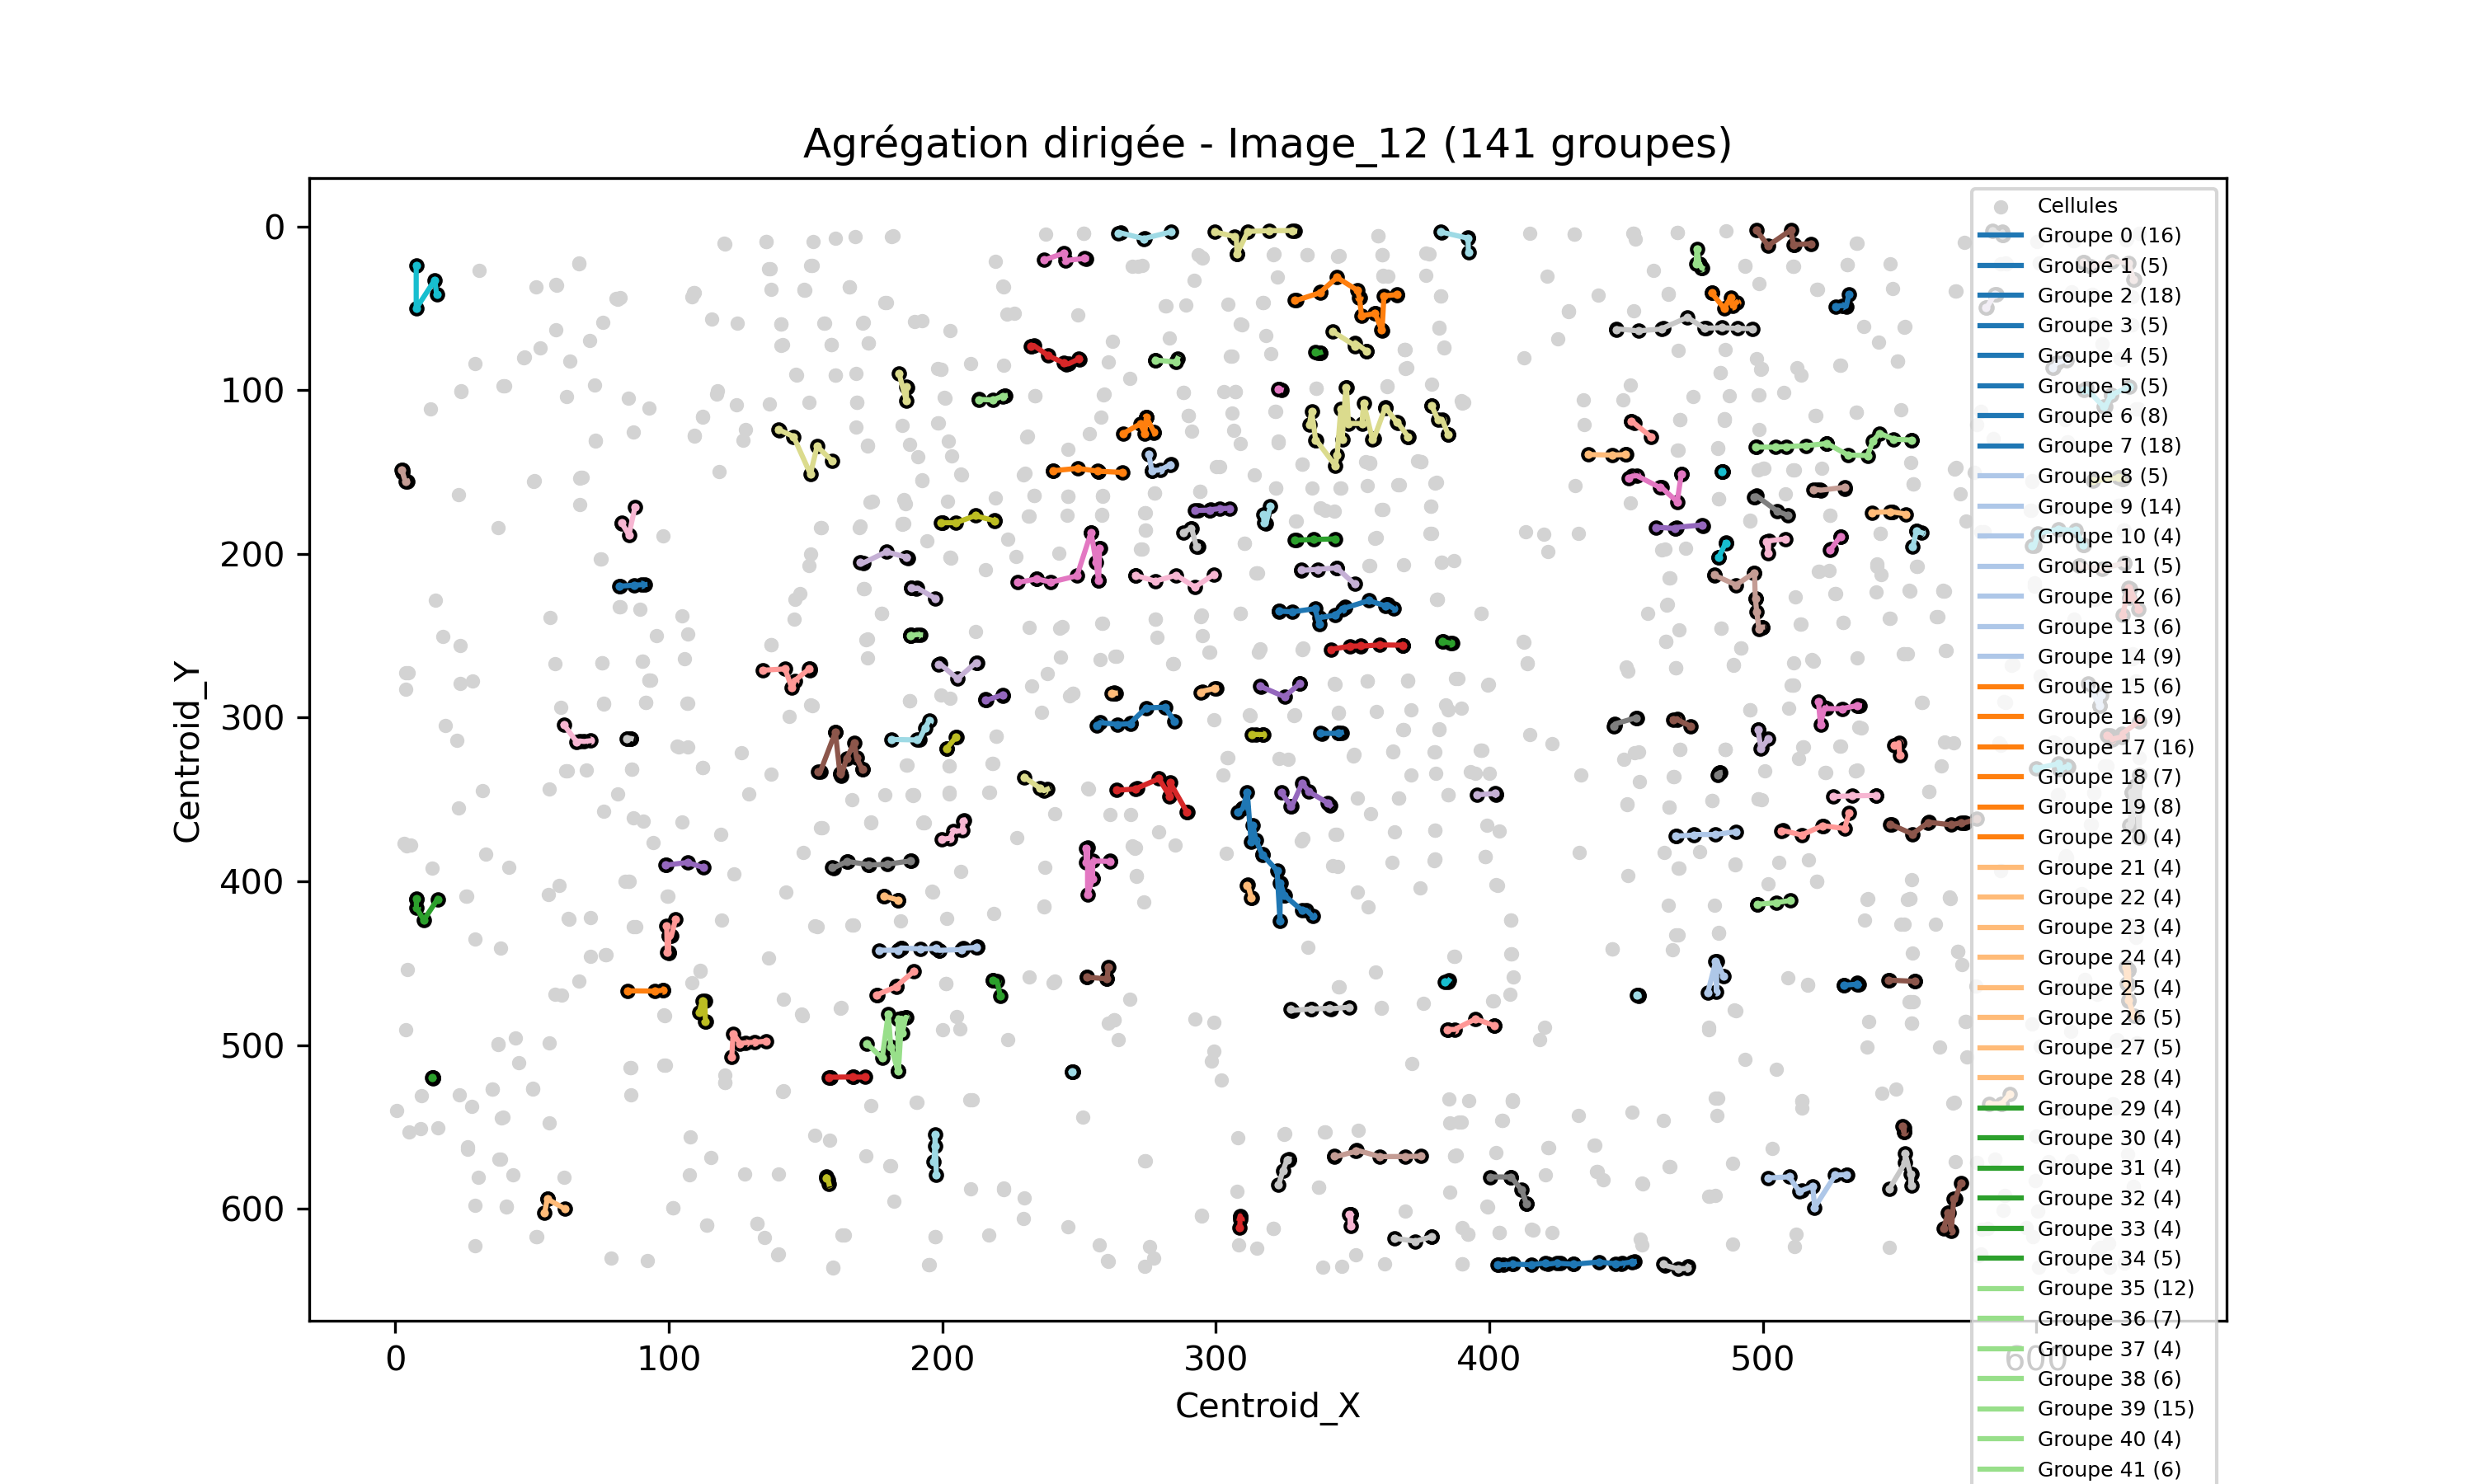 Agrégation dirigée - Image_12 (141 groupes)
Centroid_Y
0
100
200
300
400
500
600
0
100
200
300
400
500
600
Centroid_X
Cellules
Groupe 0 (16)
Groupe 1 (5)
Groupe 2 (18)
Groupe 3 (5)
Groupe 4 (5)
Groupe 5 (5)
Groupe 6 (8)
Groupe 7 (18)
Groupe 8 (5)
Groupe 9 (14)
Groupe 10 (4)
Groupe 11 (5)
Groupe 12 (6)
Groupe 13 (6)
Groupe 14 (9)
Groupe 15 (6)
Groupe 16 (9)
Groupe 17 (16)
Groupe 18 (7)
Groupe 19 (8)
Groupe 20 (4)
Groupe 21 (4)
Groupe 22 (4)
Groupe 23 (4)
Groupe 24 (4)
Groupe 25 (4)
Groupe 26 (5)
Groupe 27 (5)
Groupe 28 (4)
Groupe 29 (4)
Groupe 30 (4)
Groupe 31 (4)
Groupe 32 (4)
Groupe 33 (4)
Groupe 34 (5)
Groupe 35 (12)
Groupe 36 (7)
Groupe 37 (4)
Groupe 38 (6)
Groupe 39 (15)
Groupe 40 (4)
Groupe 41 (6)